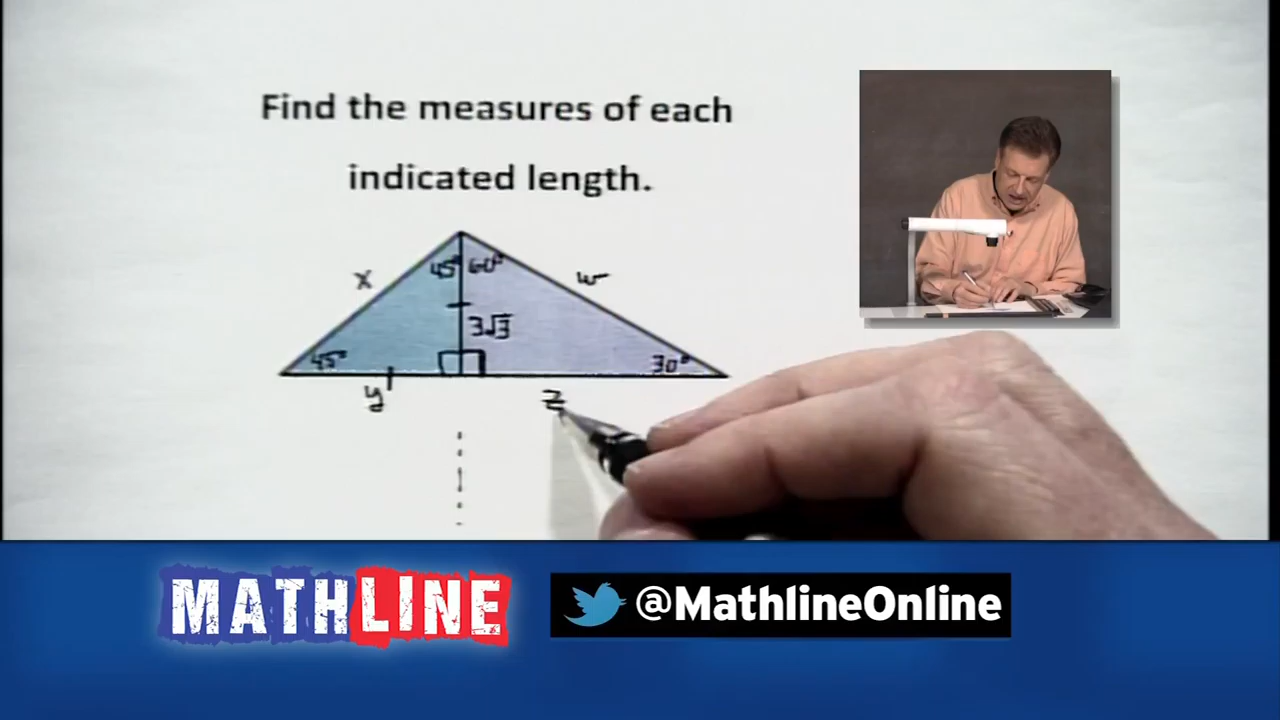 Find the measures of each
indicated length.
45° 60°
x
w
3√3
45°
30°
y
z
MATHLINE
@MathlineOnline